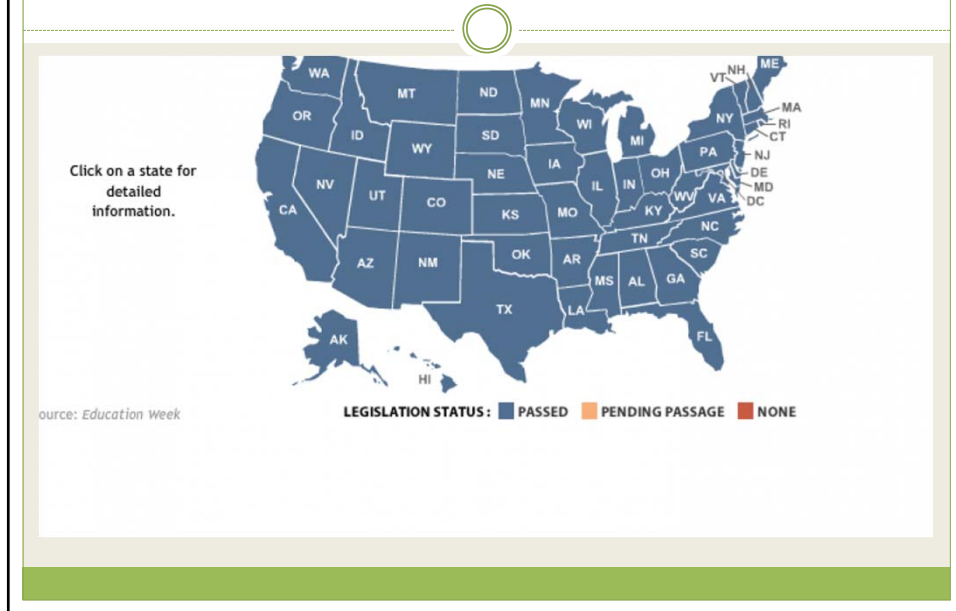 WA
MT
ND
MN
VT
NH
ME
OR
ID
WY
SD
WI
MI
NY
MA
RI
CT
Click on a state for
detailed
information.
NV
UT
CO
NE
IA
IL
IN
OH
PA
NJ
DE
MD
DC
CA
KS
MO
KY
WV
VA
AZ
NM
OK
AR
TN
NC
SC
TX
LA
MS
AL
GA
FL
AK
HI
ource: Education Week
LEGISLATION STATUS : PASSED PENDING PASSAGE NONE